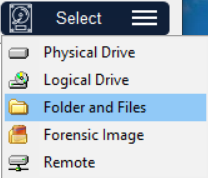 Select
Physical Drive
Logical Drive
Folder and Files
Forensic Image
Remote